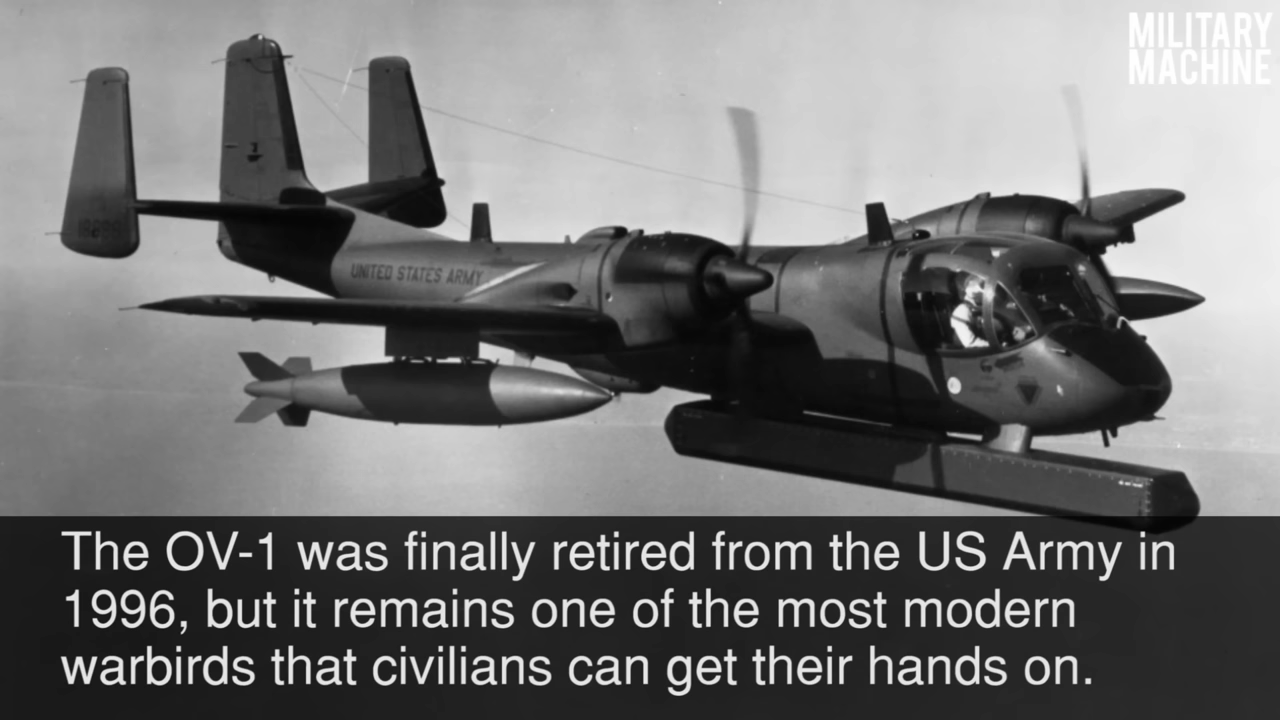 MILITARY
MACHINE
UNITED STATES ARMY
The OV-1 was finally retired from the US Army in
1996, but it remains one of the most modern
warbirds that civilians can get their hands on.